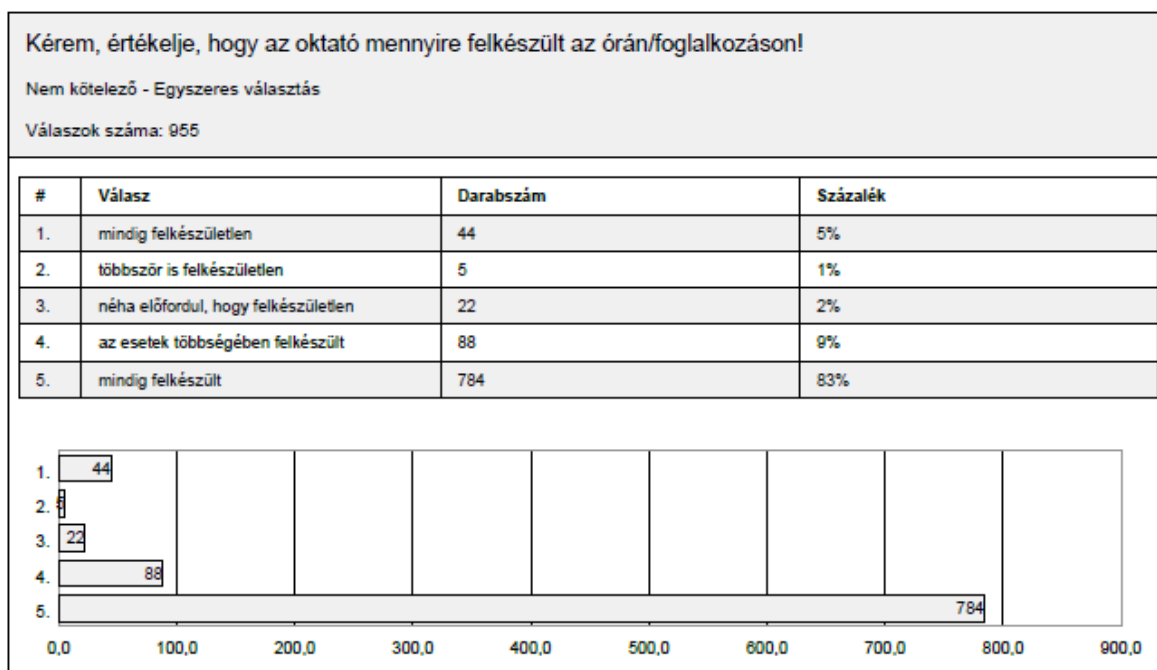 Kérem, értékelje, hogy az oktató mennyire felkészült az órán/foglalkozáson!
Nem kötelező - Egyszeres választás
Válaszok száma: 955
# Válasz Darabszám Százalék
1. mindig felkészületlen 44 5%
2. többször is felkészületlen 5 1%
3. néha előfordul, hogy felkészületlen 22 2%
4. az esetek többségében felkészült 88 9%
5. mindig felkészült 784 83%
1. 44
2. 5
3. 22
4. 88
5. 784
0,0 100,0 200,0 300,0 400,0 500,0 600,0 700,0 800,0 900,0